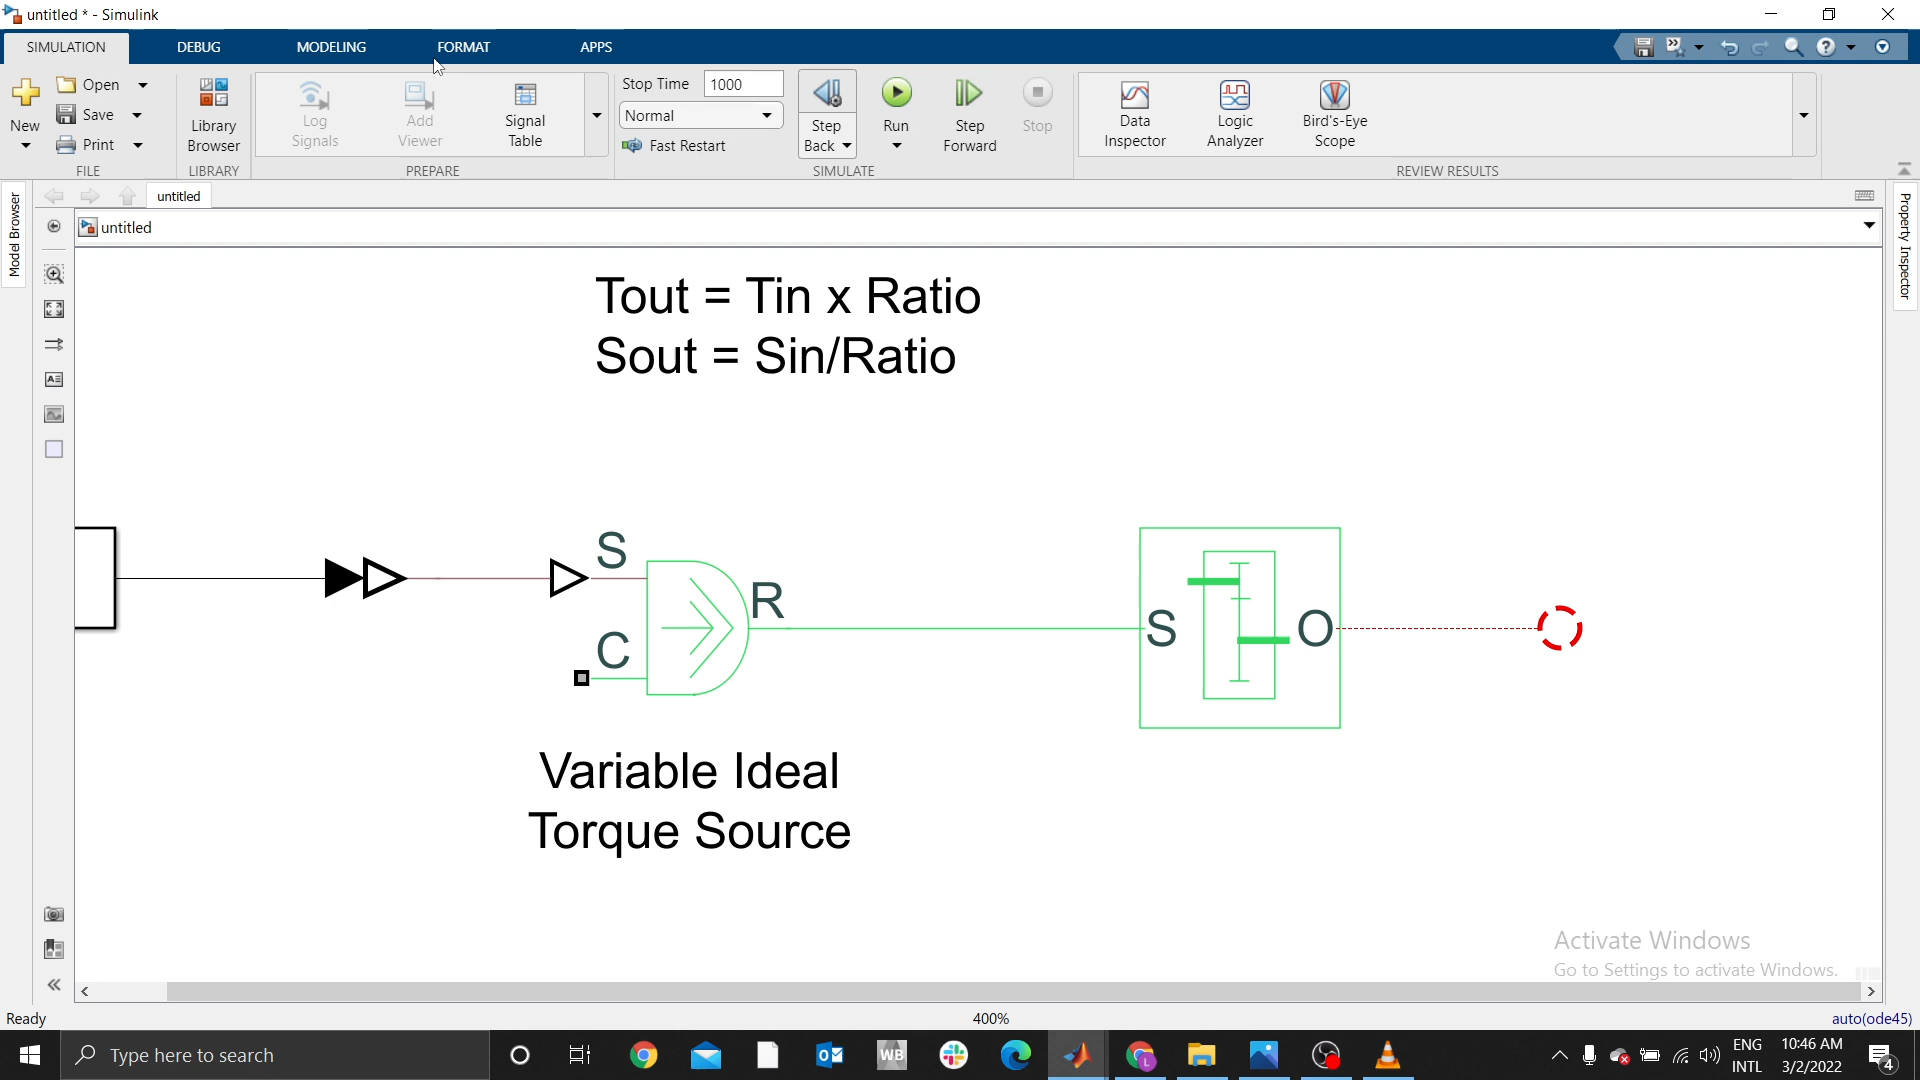 untitled * - Simulink
SIMULATION
DEBUG
MODELING
FORMAT
APPS
New
Open
Save
Print
FILE
Library
Browser
LIBRARY
Log
Signals
Add
Viewer
Signal
Table
PREPARE
Stop Time 1000
Normal
Fast Restart
Step
Back
Run
Step
Forward
Stop
SIMULATE
Data
Inspector
Logic
Analyzer
Bird's-Eye
Scope
REVIEW RESULTS
Model Browser
untitled
untitled
Property Inspector
Tout = Tin x Ratio
Sout = Sin/Ratio
S
R
C
S
O
Variable Ideal
Torque Source
Activate Windows
Go to Settings to activate Windows.
Ready
400%
auto(ode45)
Type here to search
WB
L
ENG
INTL
10:46 AM
3/2/2022
4